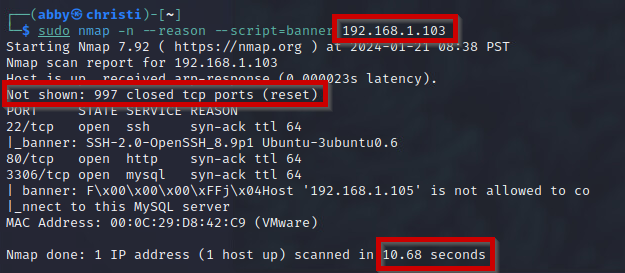 ┌──(abby㉿christi)-[~]
└─$ sudo nmap -n --reason --script=banner 192.168.1.103
Starting Nmap 7.92 ( https://nmap.org ) at 2024-01-21 08:38 PST
Nmap scan report for 192.168.1.103
Host is up, received arp-response (0.000023s latency).
Not shown: 997 closed tcp ports (reset)
PORT     STATE SERVICE REASON
22/tcp   open  ssh     syn-ack ttl 64
|_banner: SSH-2.0-OpenSSH_8.9p1 Ubuntu-3ubuntu0.6
80/tcp   open  http    syn-ack ttl 64
3306/tcp open  mysql   syn-ack ttl 64
| banner: F\x00\x00\x00\xFFj\x04Host '192.168.1.105' is not allowed to co
|_nnect to this MySQL server
MAC Address: 00:0C:29:D8:42:C9 (VMware)
Nmap done: 1 IP address (1 host up) scanned in 10.68 seconds